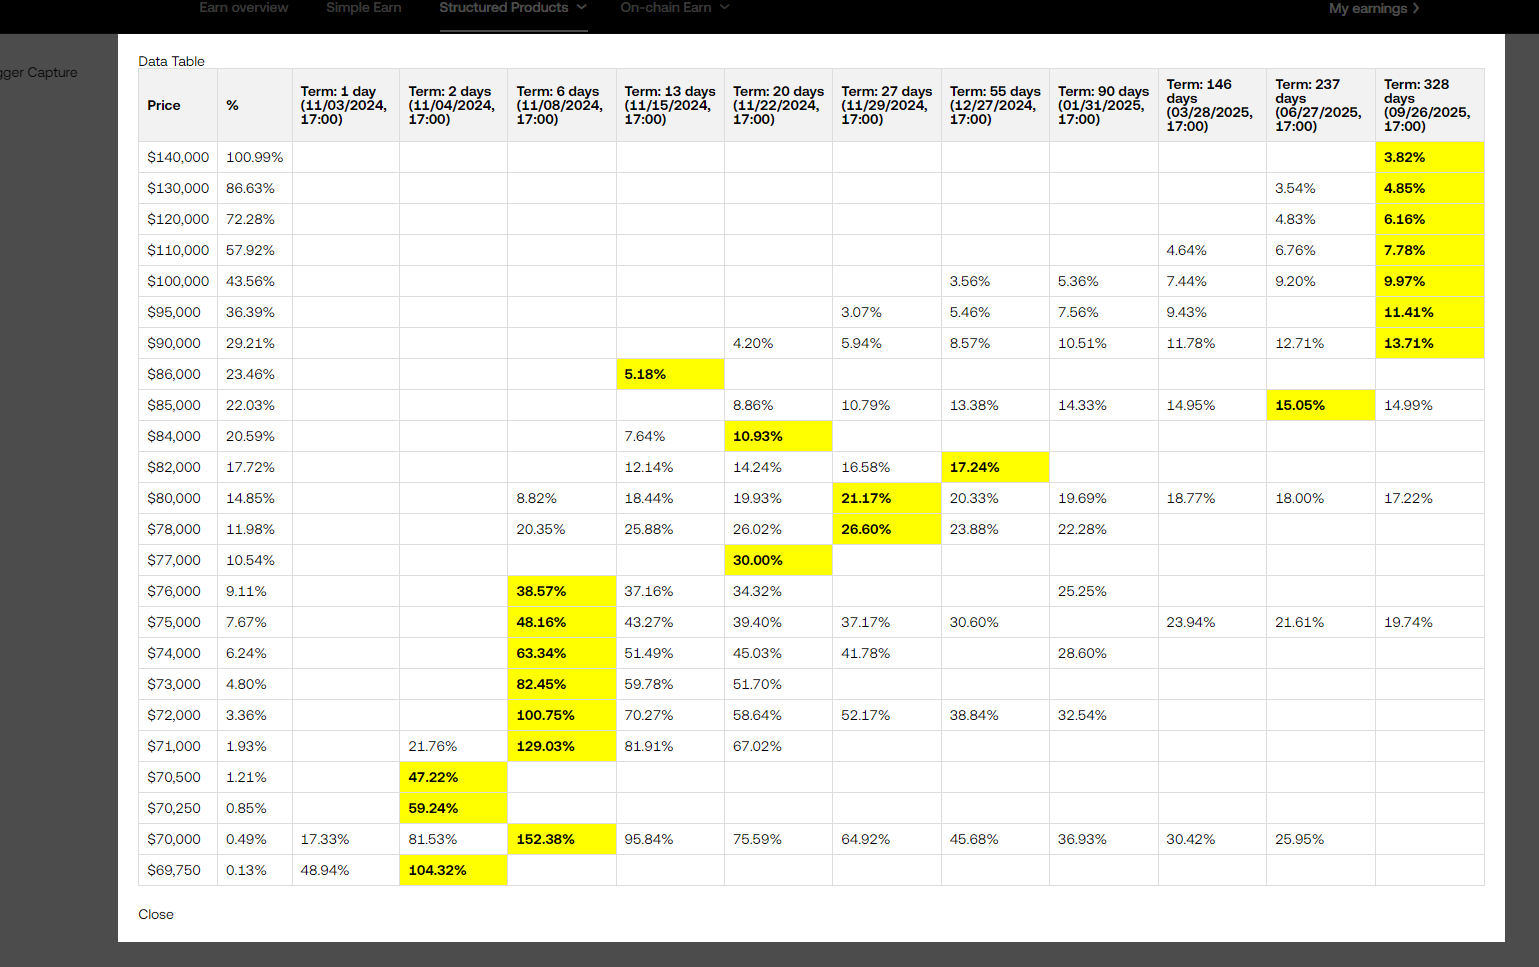 Earn overview Simple Earn Structured Products On-chain Earn My earnings
gger Capture
Data Table
Price % Term: 1 day (11/03/2024, 17:00) Term: 2 days (11/04/2024, 17:00) Term: 6 days (11/08/2024, 17:00) Term: 13 days (11/15/2024, 17:00) Term: 20 days (11/22/2024, 17:00) Term: 27 days (11/29/2024, 17:00) Term: 55 days (12/27/2024, 17:00) Term: 90 days (01/31/2025, 17:00) Term: 146 days (03/28/2025, 17:00) Term: 237 days (06/27/2025, 17:00) Term: 328 days (09/26/2025, 17:00)
$140,000 100.99% 3.82%
$130,000 86.63% 3.54% 4.85%
$120,000 72.28% 4.83% 6.16%
$110,000 57.92% 4.64% 6.76% 7.78%
$100,000 43.56% 3.56% 5.36% 7.44% 9.20% 9.97%
$95,000 36.39% 3.07% 5.46% 7.56% 9.43% 11.41%
$90,000 29.21% 4.20% 5.94% 8.57% 10.51% 11.78% 12.71% 13.71%
$86,000 23.46% 5.18%
$85,000 22.03% 8.86% 10.79% 13.38% 14.33% 14.95% 15.05% 14.99%
$84,000 20.59% 7.64% 10.93%
$82,000 17.72% 12.14% 14.24% 16.58% 17.24%
$80,000 14.85% 8.82% 18.44% 19.93% 21.17% 20.33% 19.69% 18.77% 18.00% 17.22%
$78,000 11.98% 20.35% 25.88% 26.02% 26.60% 23.88% 22.28%
$77,000 10.54% 30.00%
$76,000 9.11% 38.57% 37.16% 34.32% 25.25%
$75,000 7.67% 48.16% 43.27% 39.40% 37.17% 30.60% 23.94% 21.61% 19.74%
$74,000 6.24% 63.34% 51.49% 45.03% 41.78% 28.60%
$73,000 4.80% 82.45% 59.78% 51.70%
$72,000 3.36% 100.75% 70.27% 58.64% 52.17% 38.84% 32.54%
$71,000 1.93% 21.76% 129.03% 81.91% 67.02%
$70,500 1.21% 47.22%
$70,250 0.85% 59.24%
$70,000 0.49% 17.33% 81.53% 152.38% 95.84% 75.59% 64.92% 45.68% 36.93% 30.42% 25.95%
$69,750 0.13% 48.94% 104.32%
Close